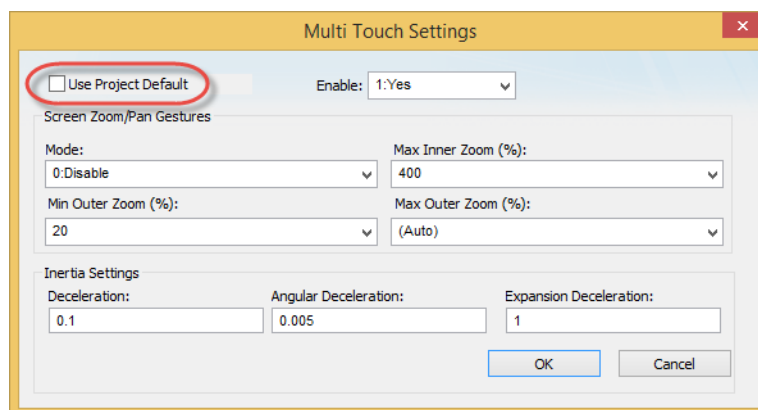 Multi Touch Settings
Use Project Default
Enable: 1:Yes
Screen Zoom/Pan Gestures
Mode: Max Inner Zoom (%):
0:Disable 400
Min Outer Zoom (%): Max Outer Zoom (%):
20 (Auto)
Inertia Settings
Deceleration: Angular Deceleration: Expansion Deceleration:
0.1 0.005 1
OK Cancel